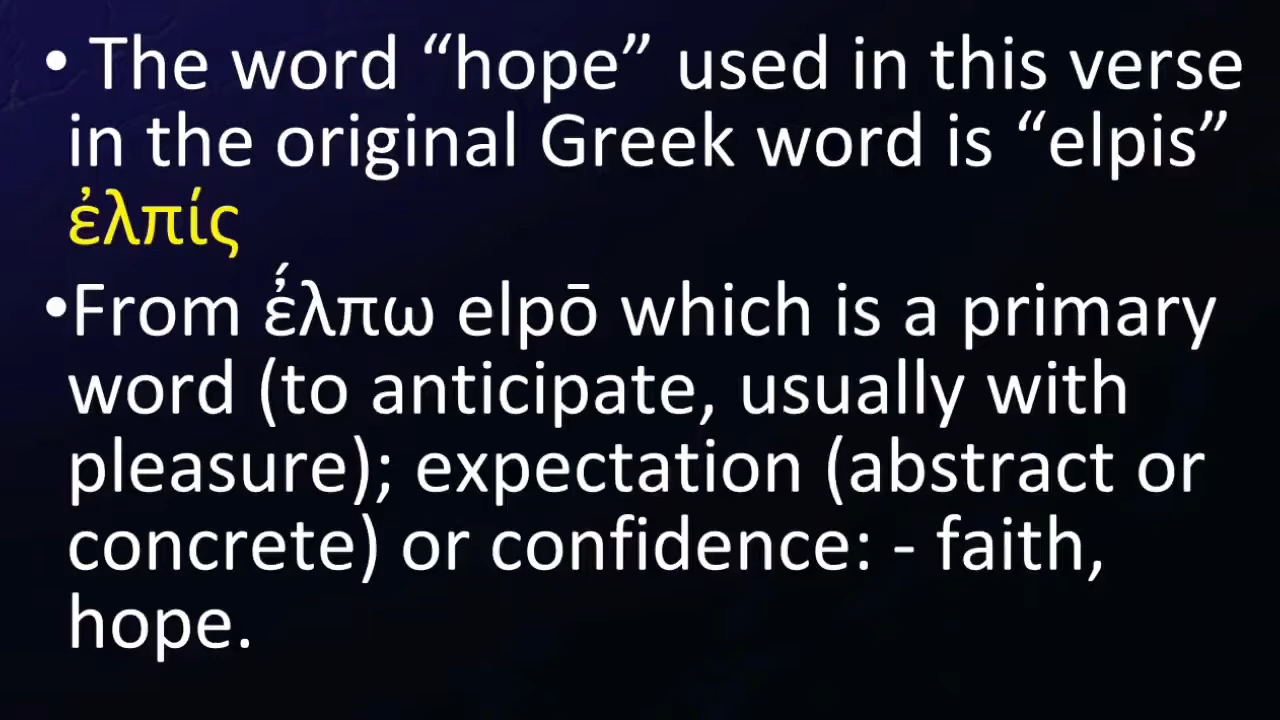 • The word “hope” used in this verse
in the original Greek word is “elpis”
ἐλπίς
•From ἔλπω elpō which is a primary
word (to anticipate, usually with
pleasure); expectation (abstract or
concrete) or confidence: - faith,
hope.